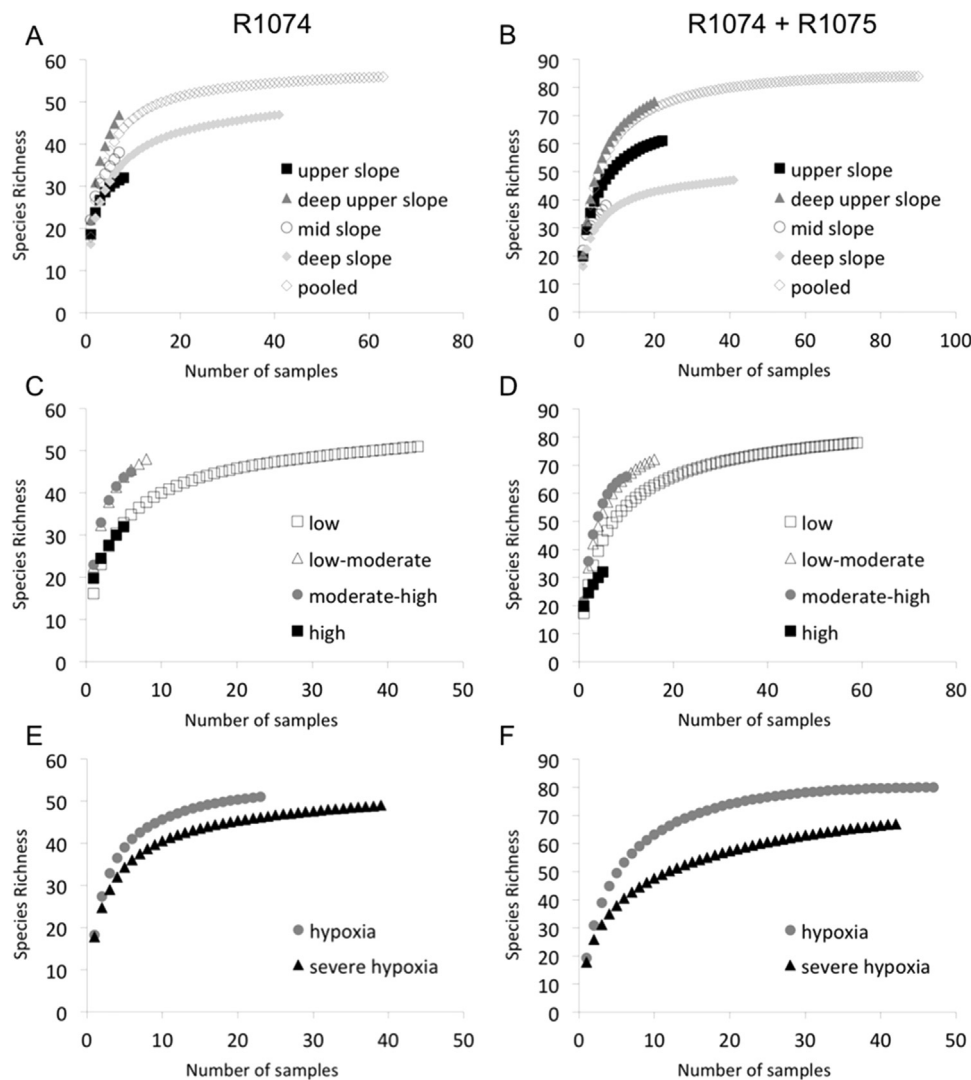 R1074
R1074 + R1075
A
Species Richness
60
50
40
30
20
10
0
0 20 40 60 80
Number of samples
upper slope
deep upper slope
mid slope
deep slope
pooled
B
Species Richness
90
80
70
60
50
40
30
20
10
0
0 20 40 60 80 100
Number of samples
upper slope
deep upper slope
mid slope
deep slope
pooled
C
Species Richness
60
50
40
30
20
10
0
0 10 20 30 40 50
Number of samples
low
low-moderate
moderate-high
high
D
Species Richness
90
80
70
60
50
40
30
20
10
0
0 20 40 60 80
Number of samples
low
low-moderate
moderate-high
high
E
Species Richness
60
50
40
30
20
10
0
0 10 20 30 40 50
Number of samples
hypoxia
severe hypoxia
F
Species Richness
90
80
70
60
50
40
30
20
10
0
0 10 20 30 40 50
Number of samples
hypoxia
severe hypoxia